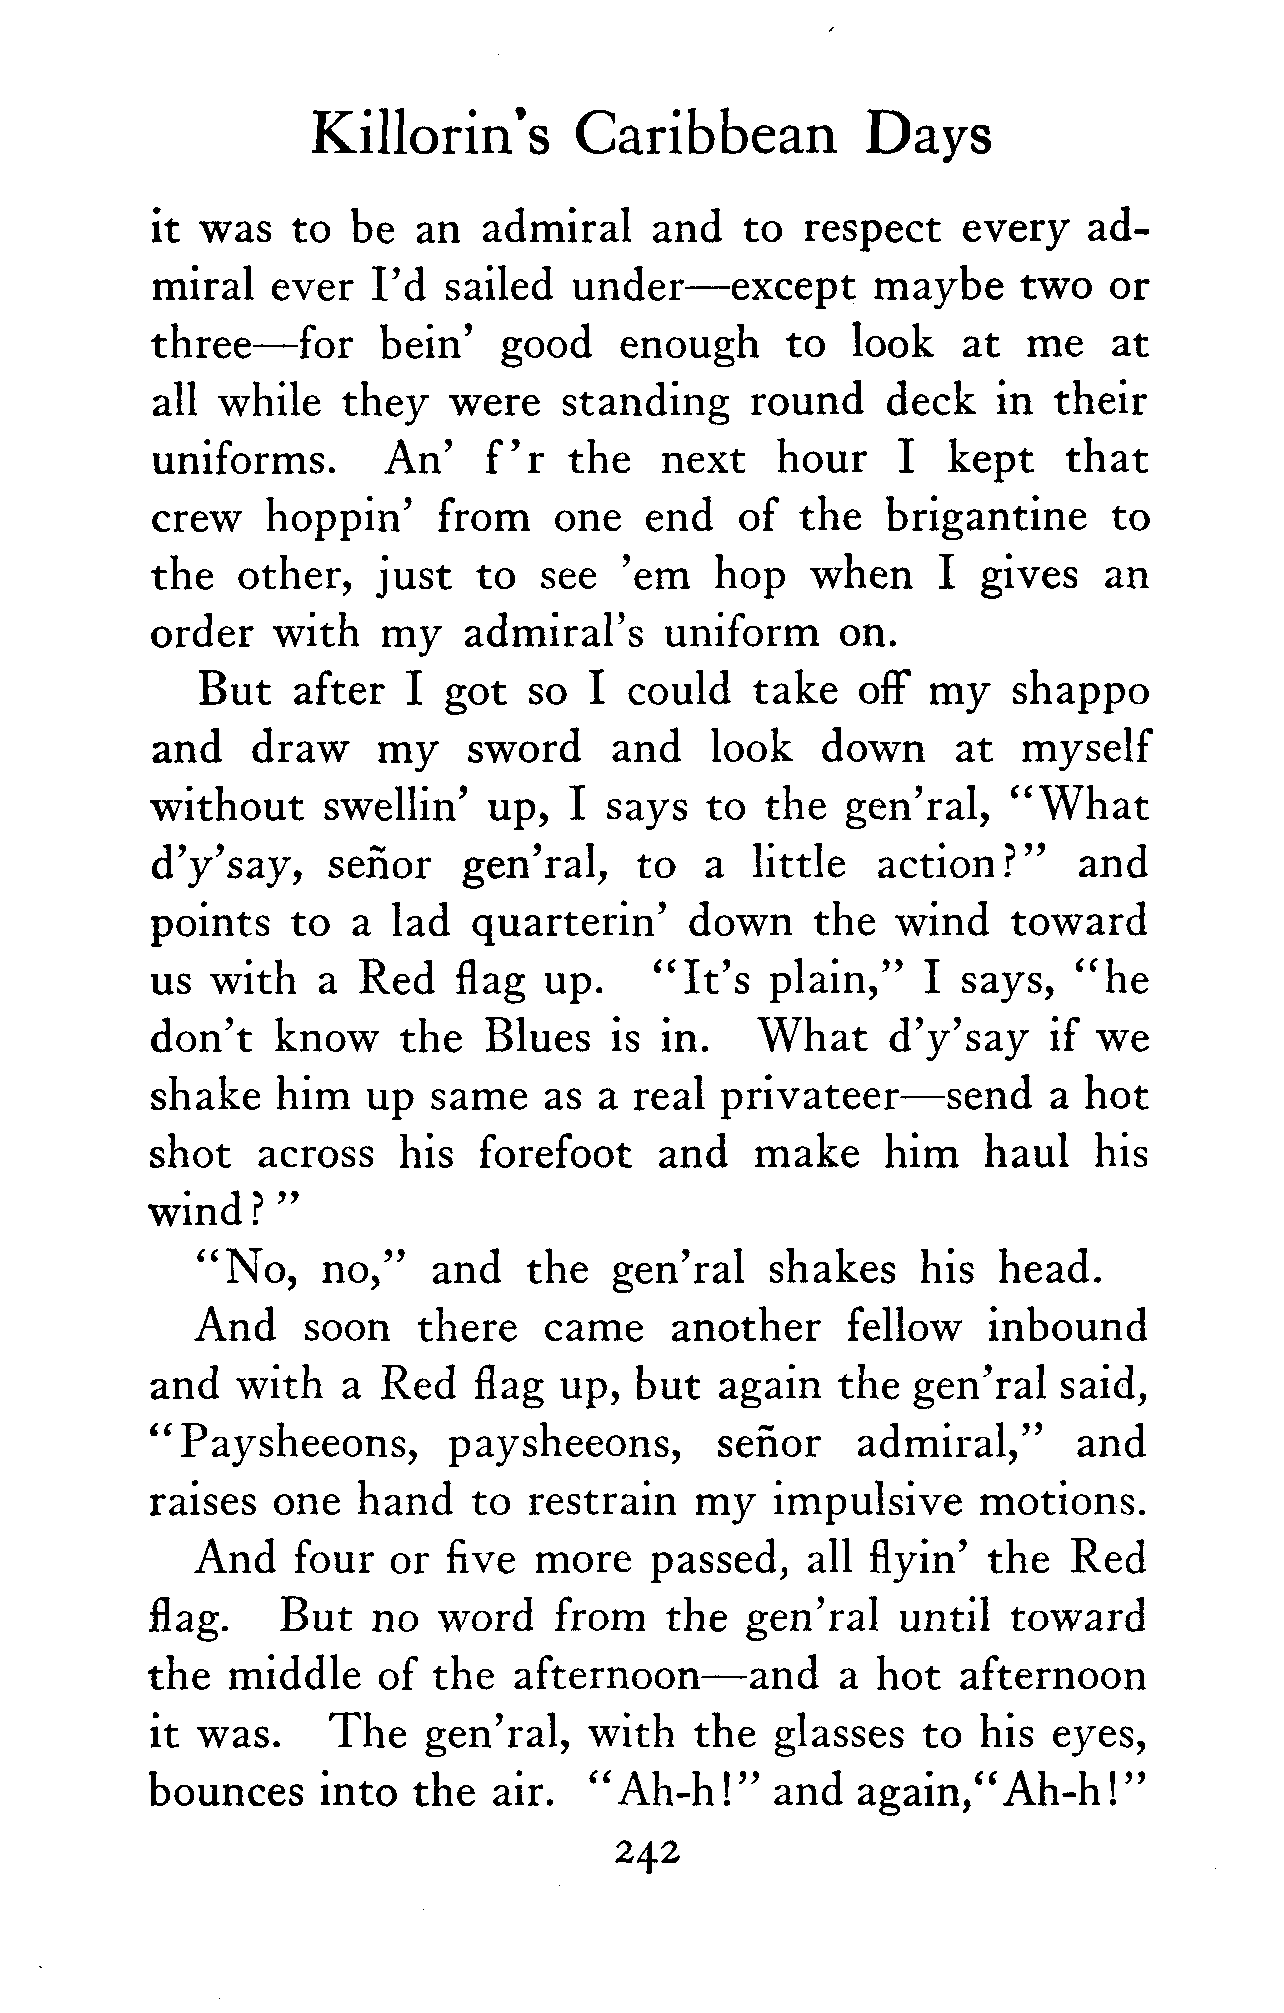 Killorin's Caribbean Days
it was to be an admiral and to respect every ad-
miral ever I'd sailed under—except maybe two or
three—for bein' good enough to look at me at
all while they were standing round deck in their
uniforms. An' f'r the next hour I kept that
crew hoppin' from one end of the brigantine to
the other, just to see 'em hop when I gives an
order with my admiral's uniform on.
But after I got so I could take off my shappo
and draw my sword and look down at myself
without swellin' up, I says to the gen'ral, "What
d'y'say, señor gen'ral, to a little action?" and
points to a lad quarterin' down the wind toward
us with a Red flag up. "It's plain," I says, "he
don't know the Blues is in. What d'y'say if we
shake him up same as a real privateer—send a hot
shot across his forefoot and make him haul his
wind?"
"No, no," and the gen'ral shakes his head.
And soon there came another fellow inbound
and with a Red flag up, but again the gen'ral said,
"Paysheeons, paysheeons, señor admiral," and
raises one hand to restrain my impulsive motions.
And four or five more passed, all flyin' the Red
flag. But no word from the gen'ral until toward
the middle of the afternoon—and a hot afternoon
it was. The gen'ral, with the glasses to his eyes,
bounces into the air. "Ah-h!" and again, "Ah-h!"
242